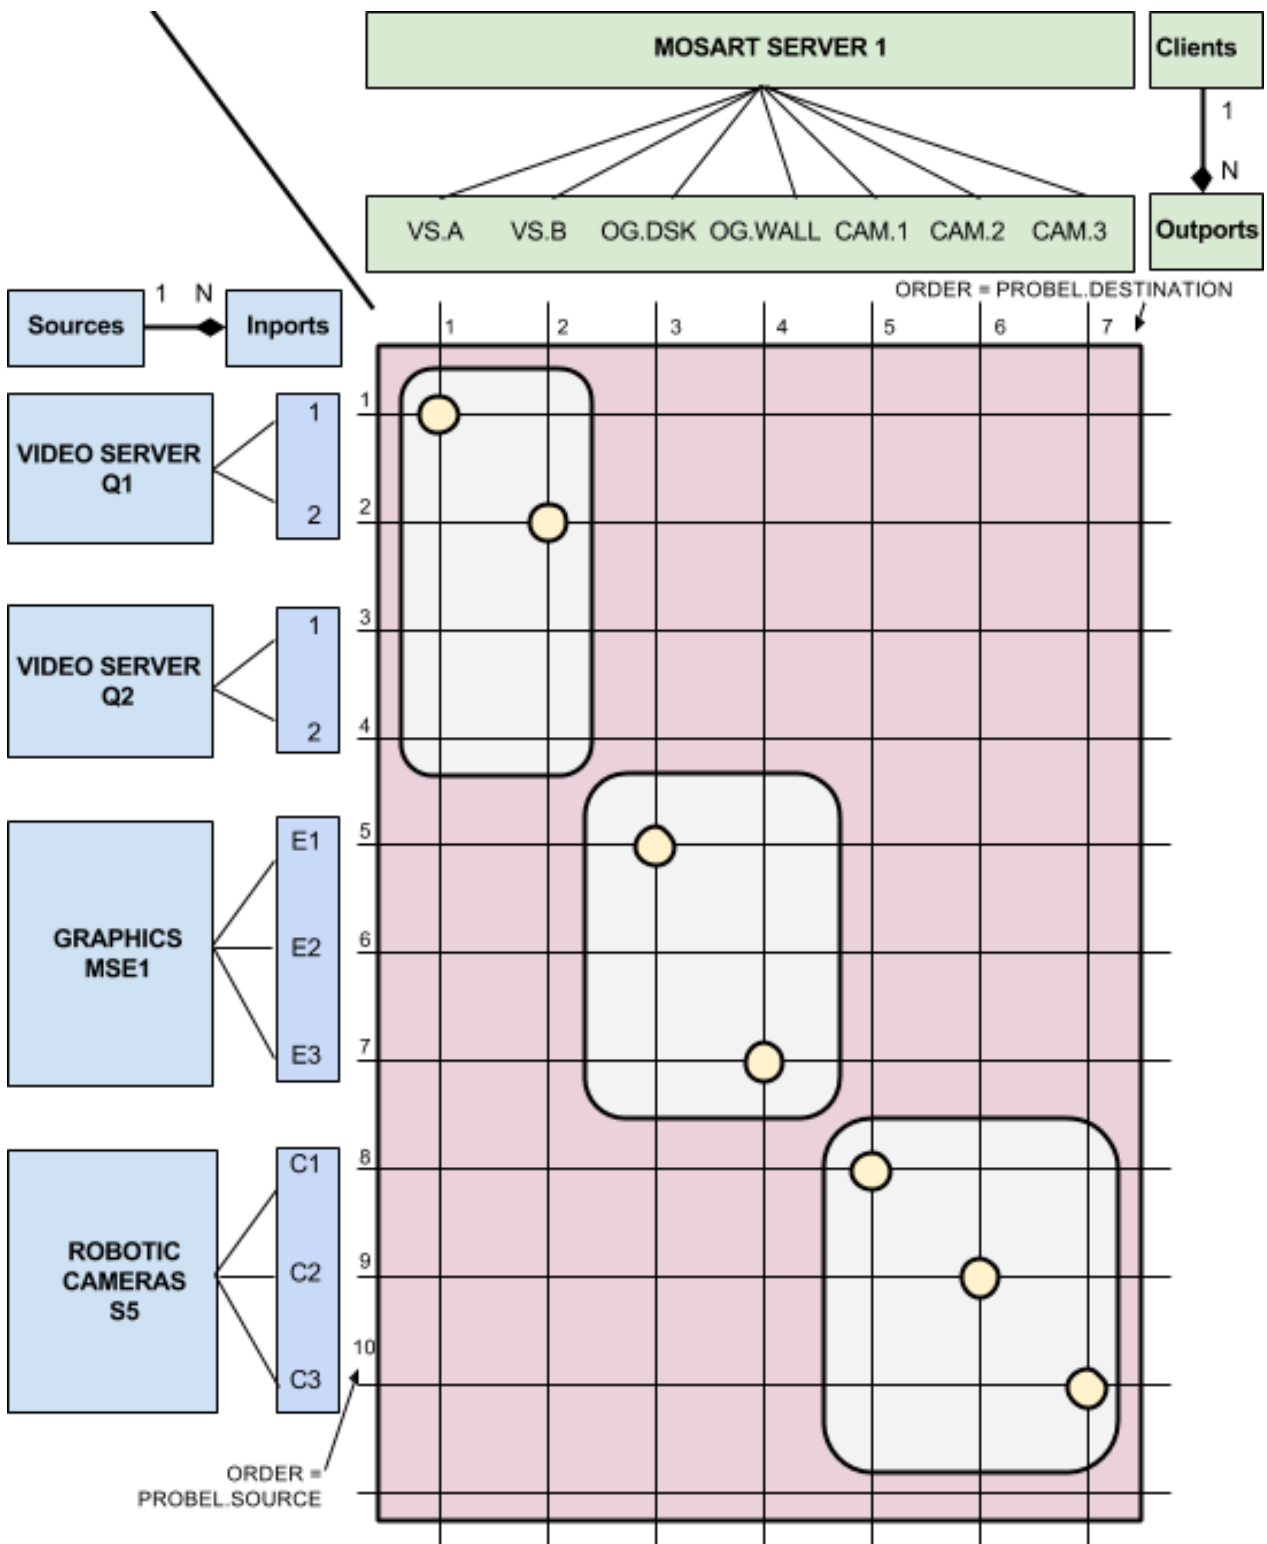 MOSART SERVER 1
Clients
1
N
VS.A VS.B OG.DSK OG.WALL CAM.1 CAM.2 CAM.3
Outports
ORDER = PROBEL.DESTINATION
Sources
1 N
Inports
1 2 3 4 5 6 7
VIDEO SERVER
Q1
1
2
1
2
VIDEO SERVER
Q2
1
2
3
4
GRAPHICS
MSE1
E1
E2
E3
5
6
7
ROBOTIC
CAMERAS
S5
C1
C2
C3
8
9
10
ORDER =
PROBEL.SOURCE